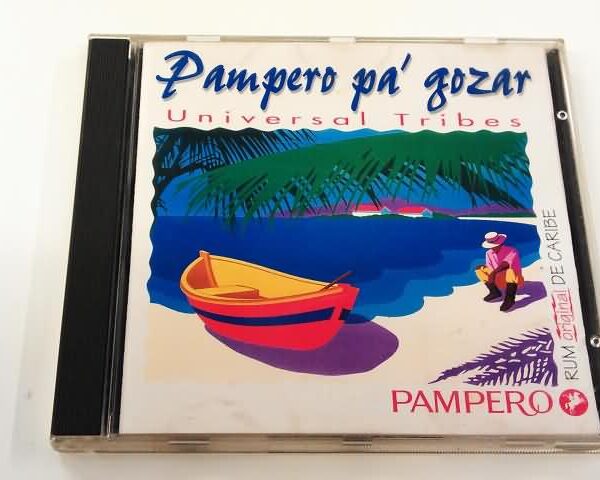 Pampero pa' gozar
Universal Tribes
RUM original DE CARIBE
PAMPERO